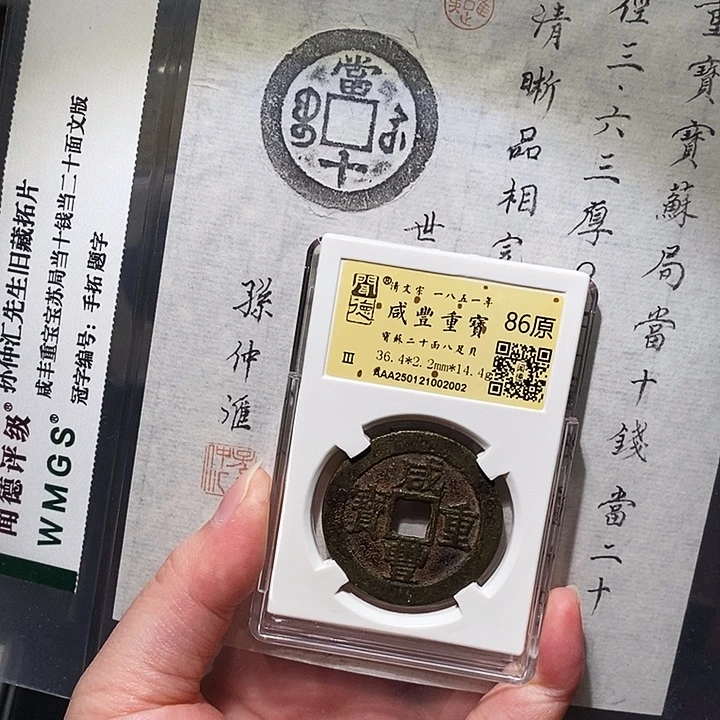 重寶寶蘇局當十錢當二十
徑三.六三厚
清晰品相完
世
孫仲滙
當十
闻德评级®孙仲汇先生旧藏拓片
咸丰重宝宝苏局当十钱当二十面文版
冠字编号：手拓 题字
WMGS®
聞德
®清文宗 一八五一年
咸豐重寶
86原
寶蘇二十面八足貝
III
36.4*2.2mm*14.4g
AA250121002002
咸豐重寶